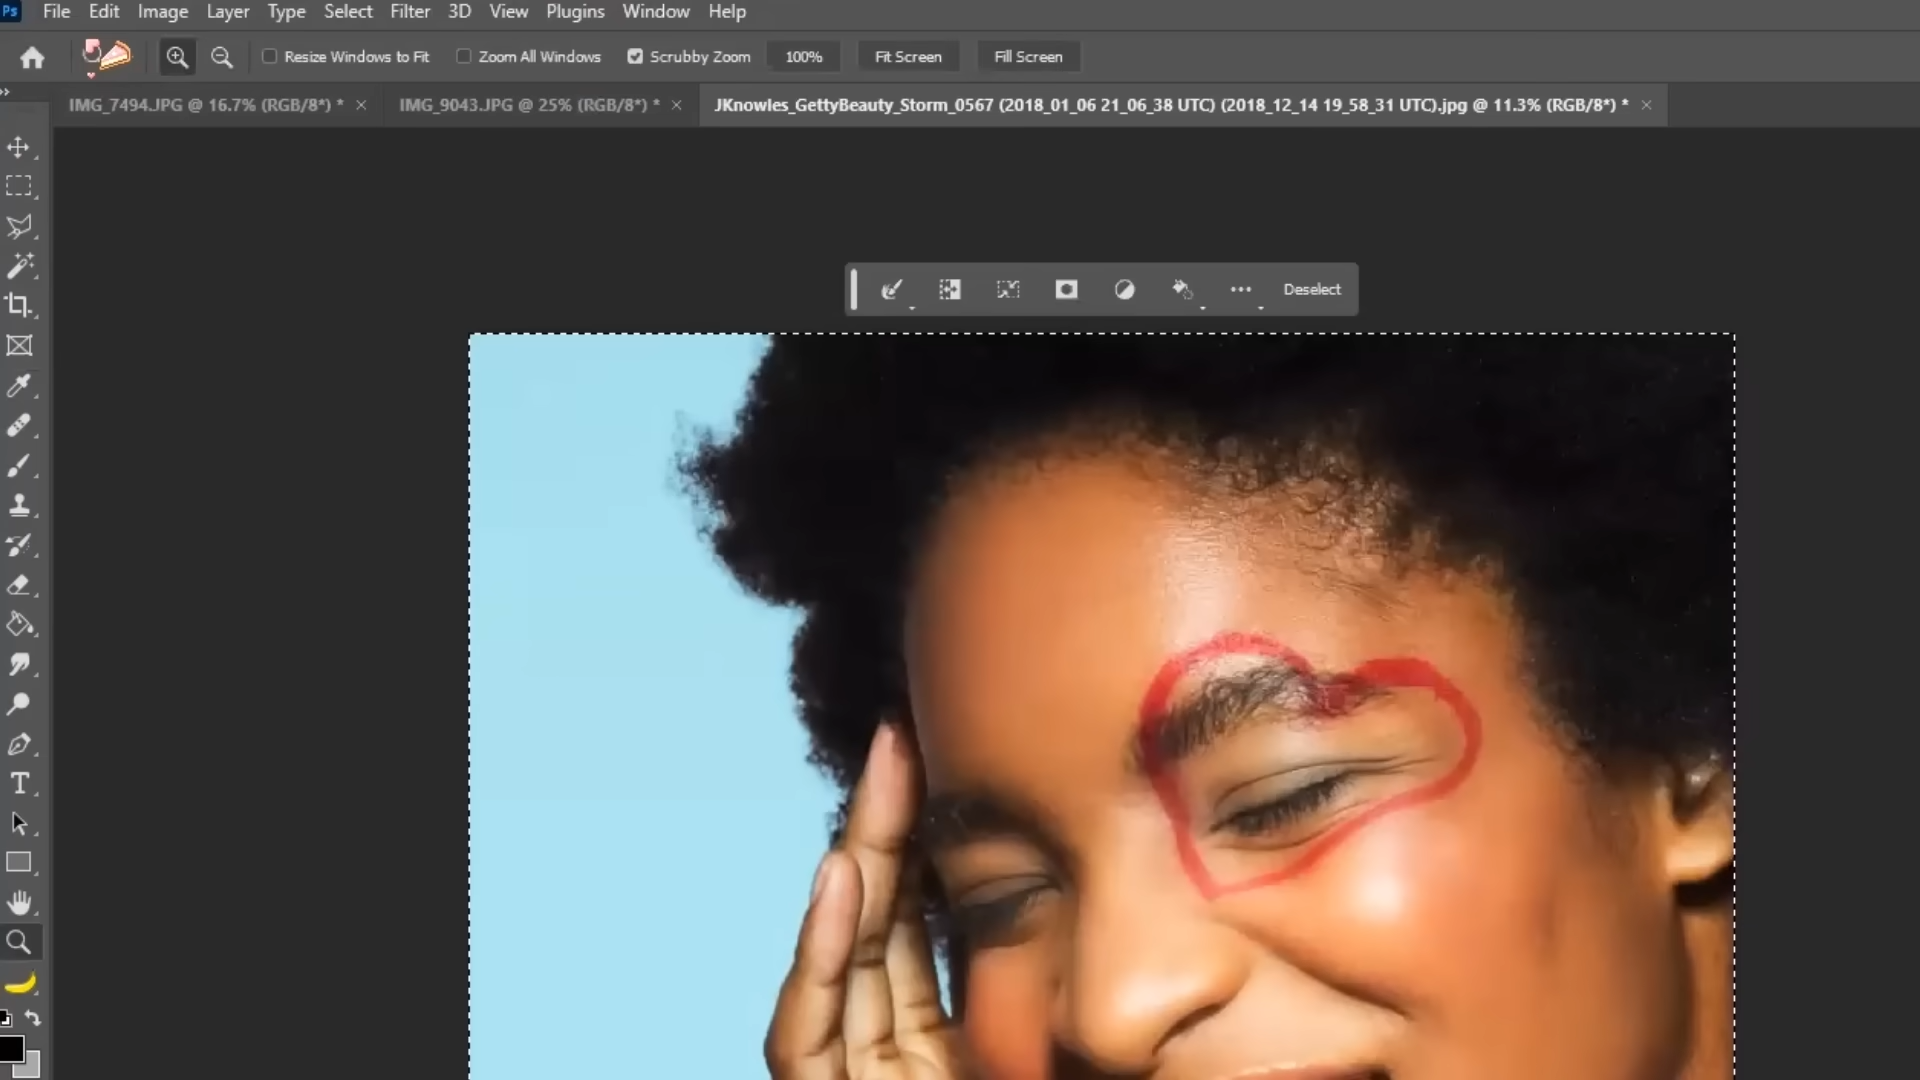 Ps File Edit Image Layer Type Select Filter 3D View Plugins Window Help
Resize Windows to Fit Zoom All Windows Scrubby Zoom 100% Fit Screen Fill Screen
IMG_7494.JPG @ 16.7% (RGB/8*) * IMG_9043.JPG @ 25% (RGB/8*) * JKnowles_GettyBeauty_Storm_0567 (2018_01_06 21_06_38 UTC) (2018_12_14 19_58_31 UTC).jpg @ 11.3% (RGB/8*) *
Deselect